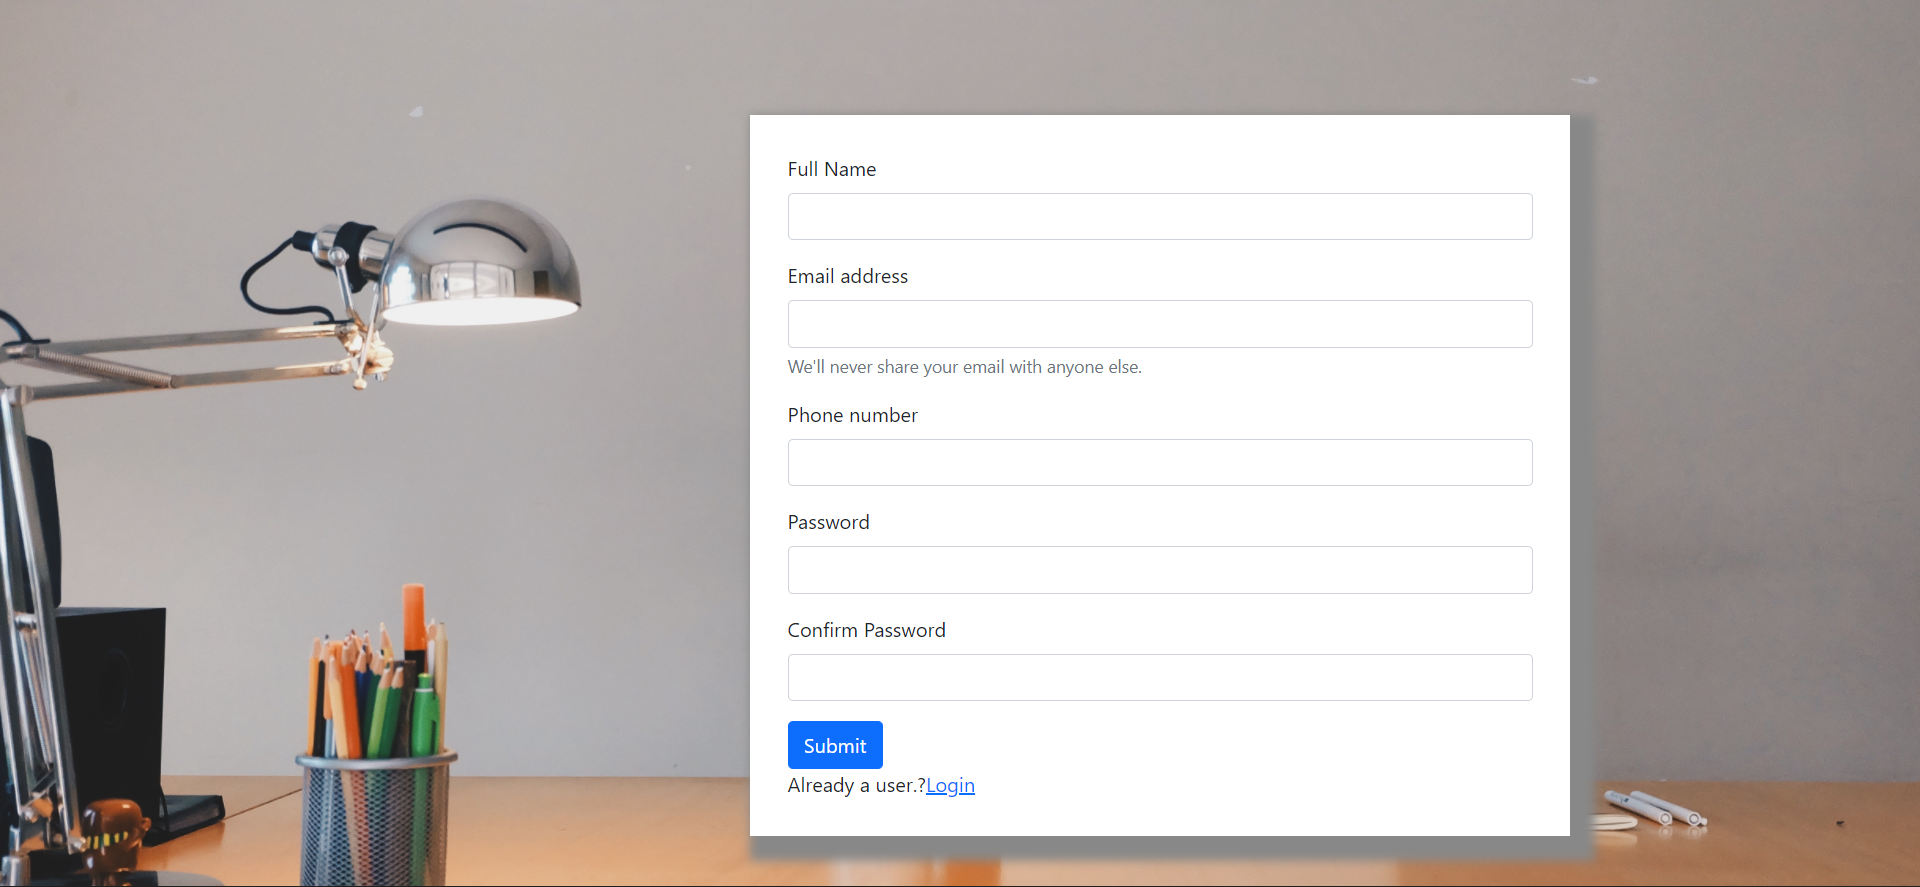 Full Name
Email address
We'll never share your email with anyone else.
Phone number
Password
Confirm Password
Submit
Already a user.?Login